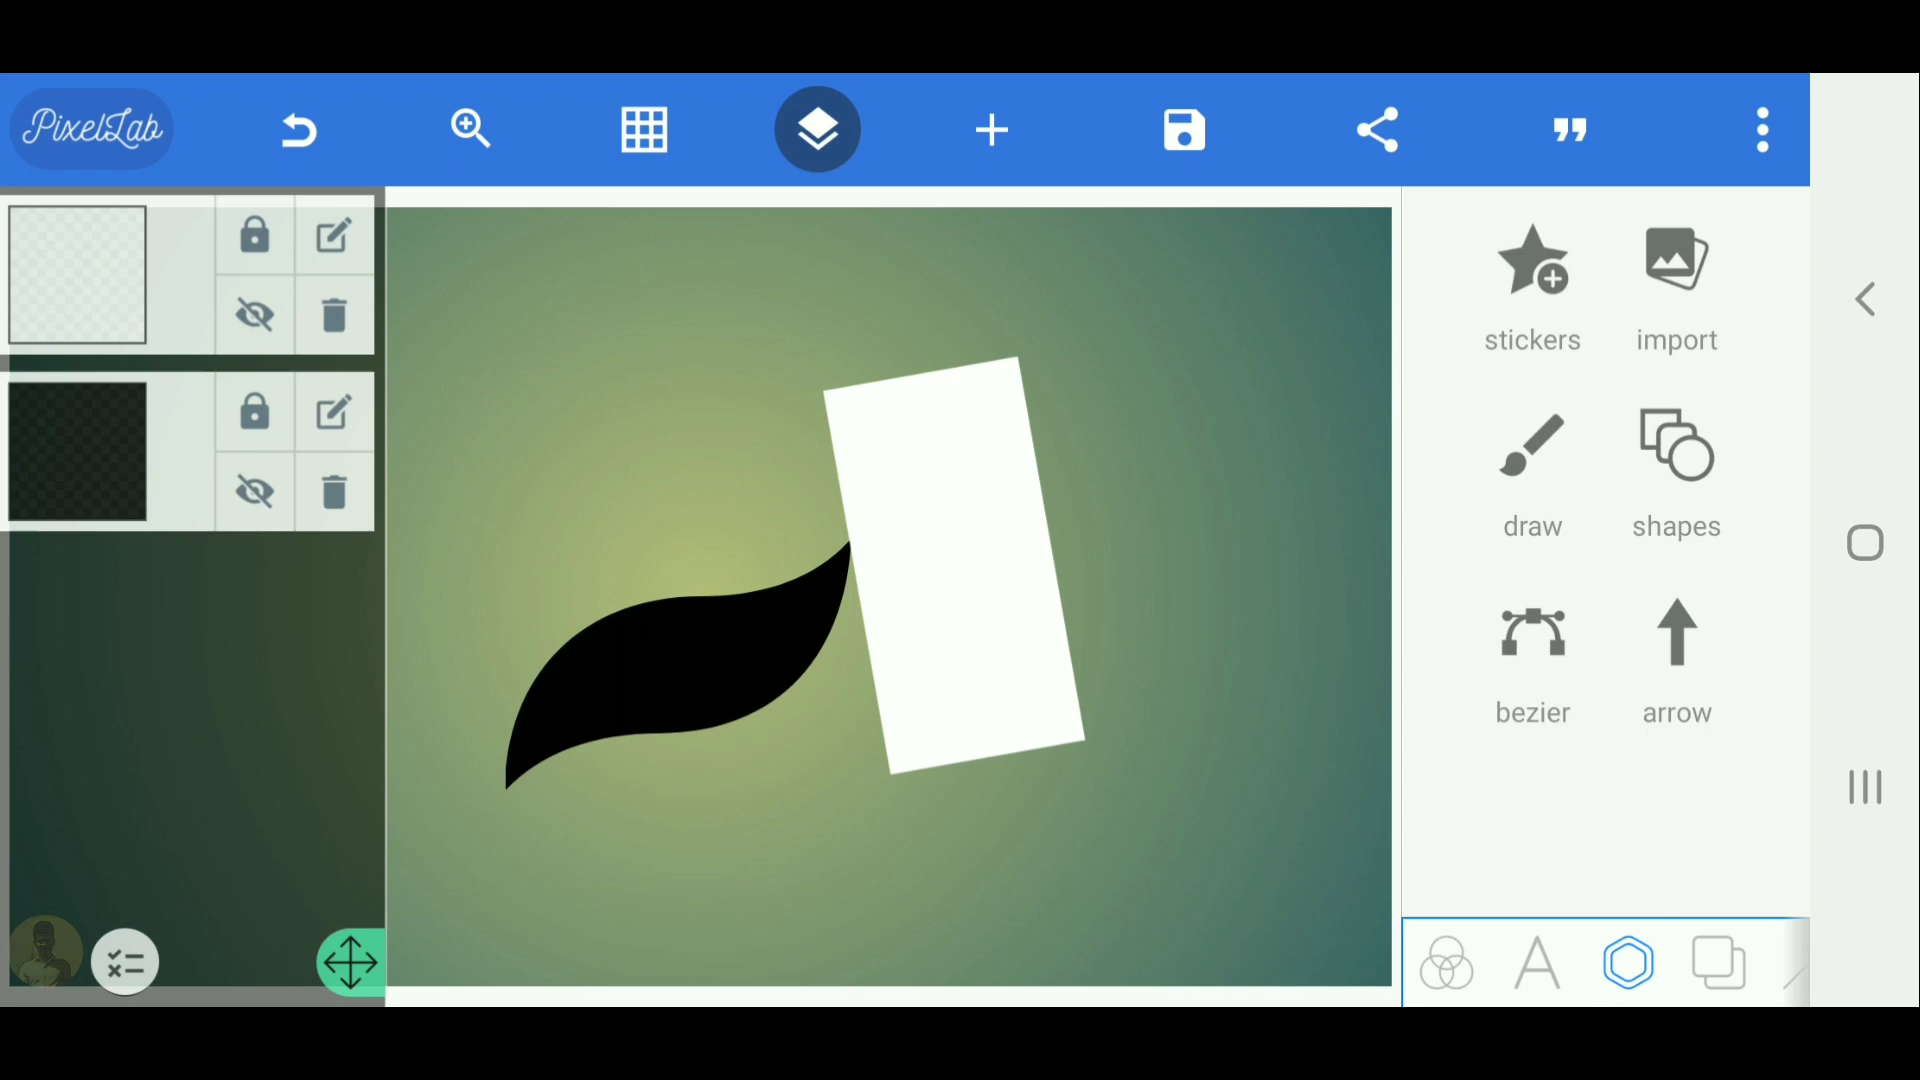 PixelLab
stickers
import
draw
shapes
bezier
arrow